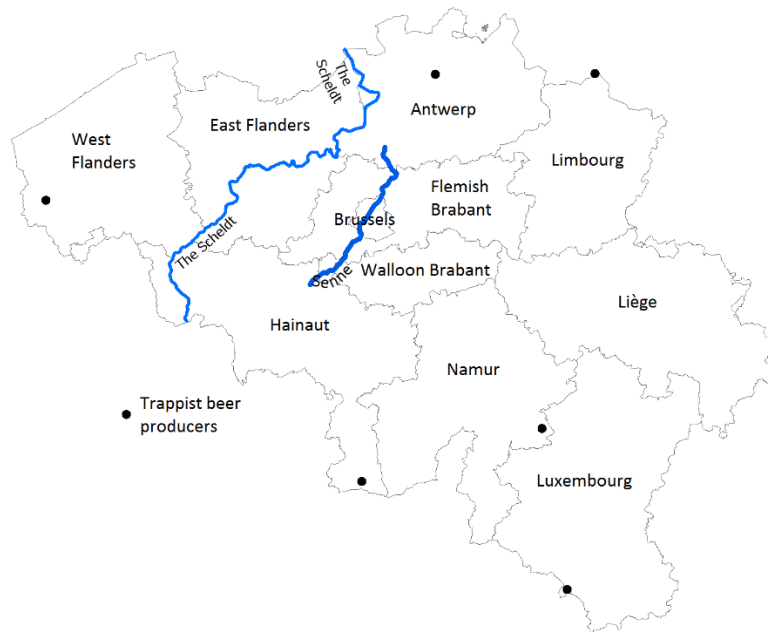 The
Scheldt
West
Flanders
East Flanders
Antwerp
Limbourg
Flemish
Brabant
Brussels
The Scheldt
Senne
Walloon Brabant
Liège
Hainaut
Namur
Trappist beer
producers
Luxembourg